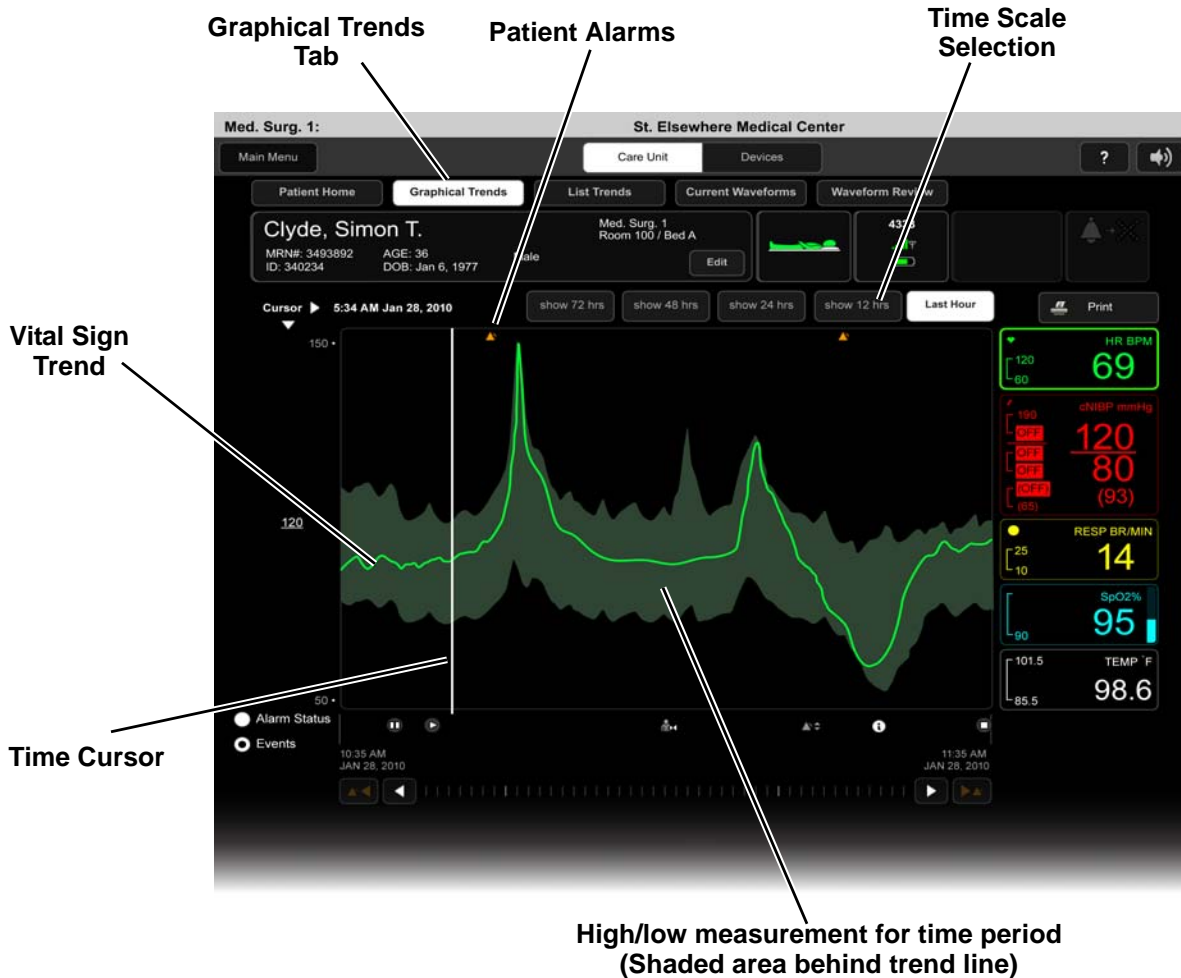 Graphical Trends
Tab
Patient Alarms
Time Scale
Selection
Med. Surg. 1:
St. Elsewhere Medical Center
Main Menu
Care Unit
Devices
?
Patient Home
Graphical Trends
List Trends
Current Waveforms
Waveform Review
Clyde, Simon T.
MRN#: 3493892
AGE: 36
ID: 340234
DOB: Jan 6, 1977
Med. Surg. 1
Room 100 / Bed A
Edit
Cursor
5:34 AM Jan 28, 2010
show 72 hrs
show 48 hrs
show 24 hrs
show 12 hrs
Last Hour
Print
Vital Sign
Trend
150
120
50
HR BPM
120
60
69
cNIBP mmHg
190
OFF
OFF
OFF
(OFF)
(65)
120
80
(93)
RESP BR/MIN
25
10
14
SpO2%
90
95
TEMP °F
101.5
85.5
98.6
Alarm Status
Events
Time Cursor
10:35 AM
JAN 28, 2010
11:35 AM
JAN 28, 2010
High/low measurement for time period
(Shaded area behind trend line)